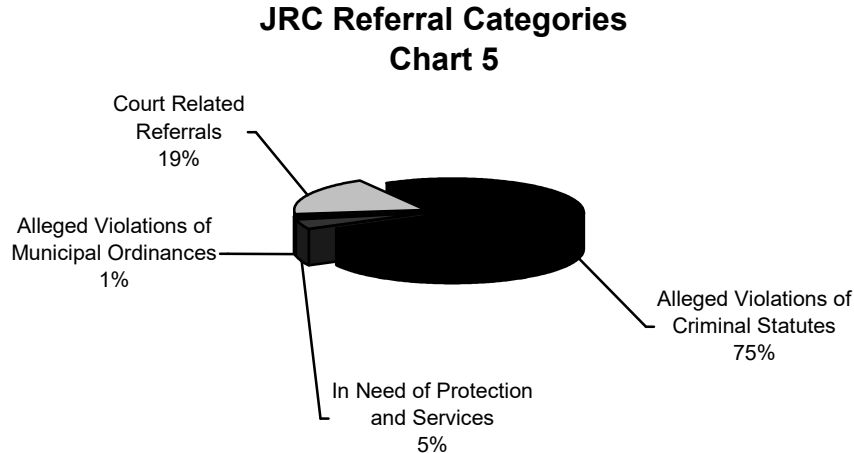 JRC Referral Categories
Chart 5
Court Related
Referrals
19%
Alleged Violations of
Municipal Ordinances
1%
Alleged Violations of
Criminal Statutes
75%
In Need of Protection
and Services
5%